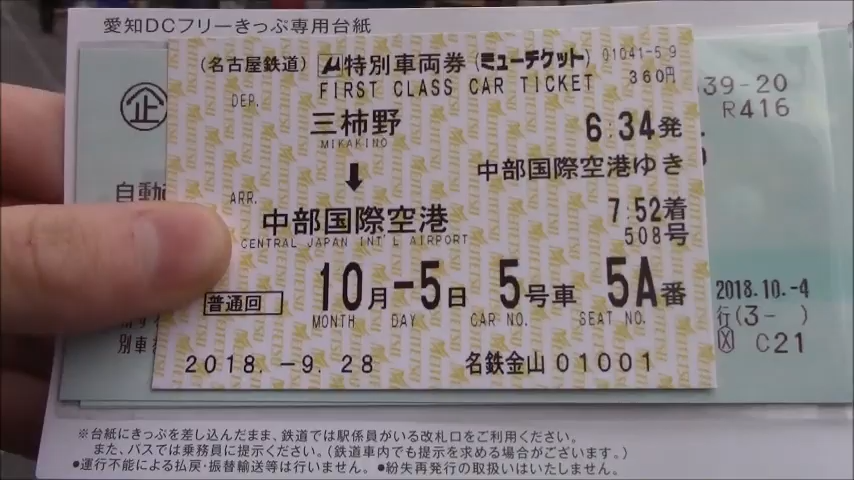 愛知DCフリーきっぷ専用台紙
(名古屋鉄道) μ特別車両券 (ミューチケット) 01041-59
FIRST CLASS CAR TICKET 360円
39-20
R416
企
DEP.
三柿野 6:34発
MIKAKINO
中部国際空港ゆき
自動
ARR.
中部国際空港 7:52着
CENTRAL JAPAN INT'L AIRPORT 508号
普通回 10月-5日 5号車 5A番
MONTH DAY CAR NO. SEAT NO.
2018.10.-4
行(3- )
C21
別車
2018.-9.28 名鉄金山 01001
※台紙にきっぷを差し込んだまま、鉄道では駅係員がいる改札口をご利用ください。
また、バスでは乗務員に提示ください。(鉄道車内でも提示を求める場合がございます。)
●運行不能による払戻・振替輸送等は行いません。 ●紛失再発行の取扱いはいたしません。